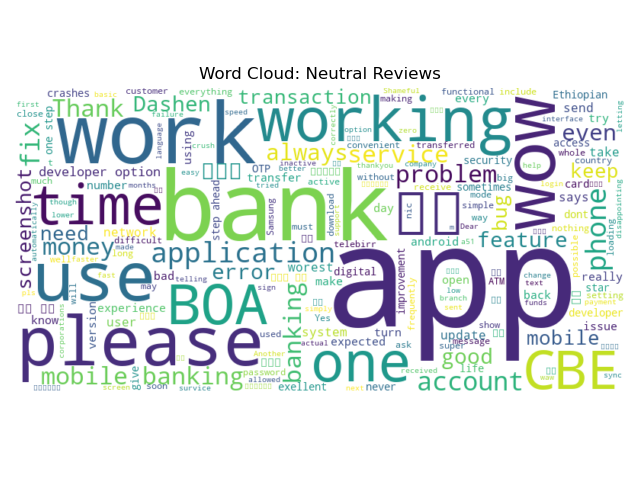 Word Cloud: Neutral Reviews
crashes
basic
customer
everything
Shameful
making
functional
include
Ethiopian
letting
first
close
one step
Thank
Dashen
transaction
every
send
access
fix
work
working
wow
even
try
whole
take
country
failure
language
using
crush
speed
option
zero
correctly
convenient
transferred
interface
always
service
security
help
login
keep
much
developer option
easy
OTP
inactive
better
problem
says
card
dont
nothing
disappointing
number
months
transfer
tried
active
receive
sometimes
bug
big
phone
though
lower
automatically
screenshot
time
step ahead
Samsung
bank
download
support
without
day
nic
mode
simple
way
m
Dear
a51
possible
loading
need
network
must
thankyou
company
android
feature
really
money
long
difficult
application
telebirr
app
wellfaster
use
fast
bad
telling
error
worst
digital
improvement
open
ATM
change
text
back
star
setting
payment
pls
corporations
will
version
may
BOA
sign
make
frequently
low
branch
semi
funds
developer
know
experience
user
used
banking
Yes
simple
system
turn
update
show
issue
please
actual
expected
ask
super
message
mobile
Another
one
good
life
CBE
mobile banking
give
password
account
screen
soon
survice
allowed
exellent
next
never
received
waw
sync